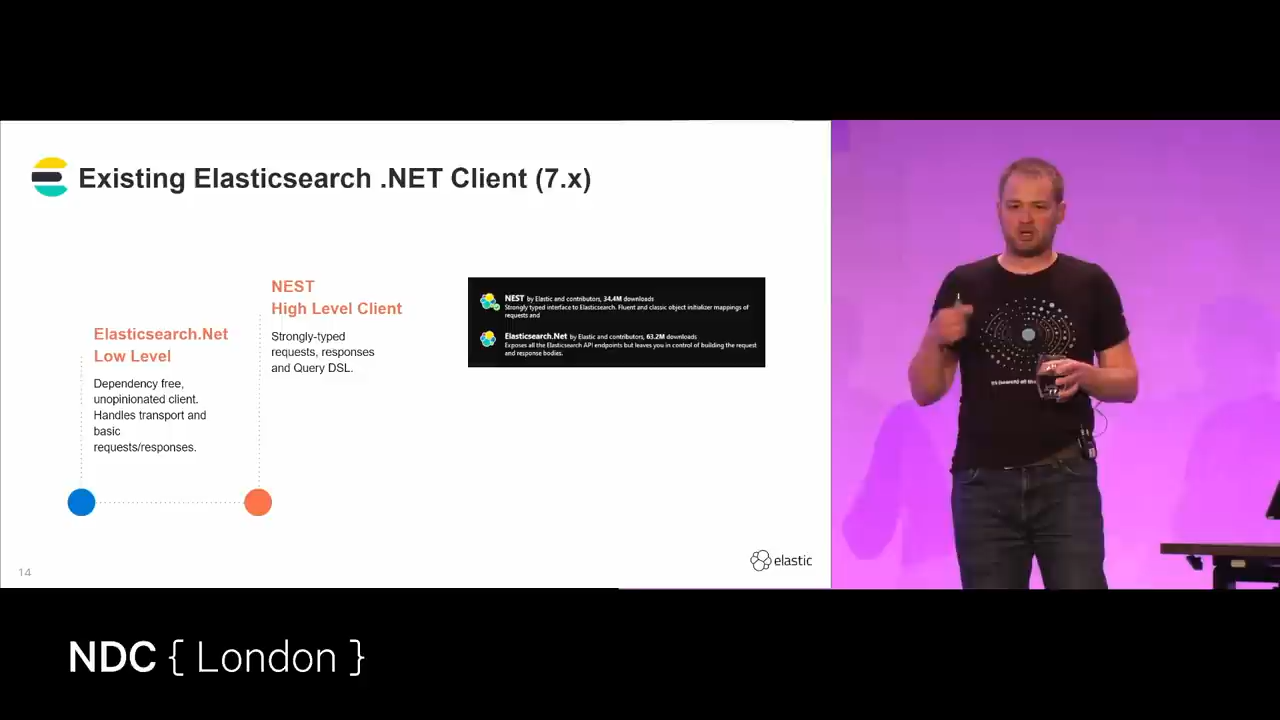 Existing Elasticsearch .NET Client (7.x)
NEST
High Level Client
Strongly-typed
requests, responses
and Query DSL.
Elasticsearch.Net
Low Level
Dependency free,
unopinionated client.
Handles transport and
basic
requests/responses.
NEST by Elastic and contributors, 34.4M downloads
Strongly typed interface to Elasticsearch. Fluent and classic object initializer mappings of
requests and
Elasticsearch.Net by Elastic and contributors, 63.2M downloads
Exposes all the Elasticsearch API endpoints but leaves you in control of building the request
and response bodies.
14
elastic
NDC { London }